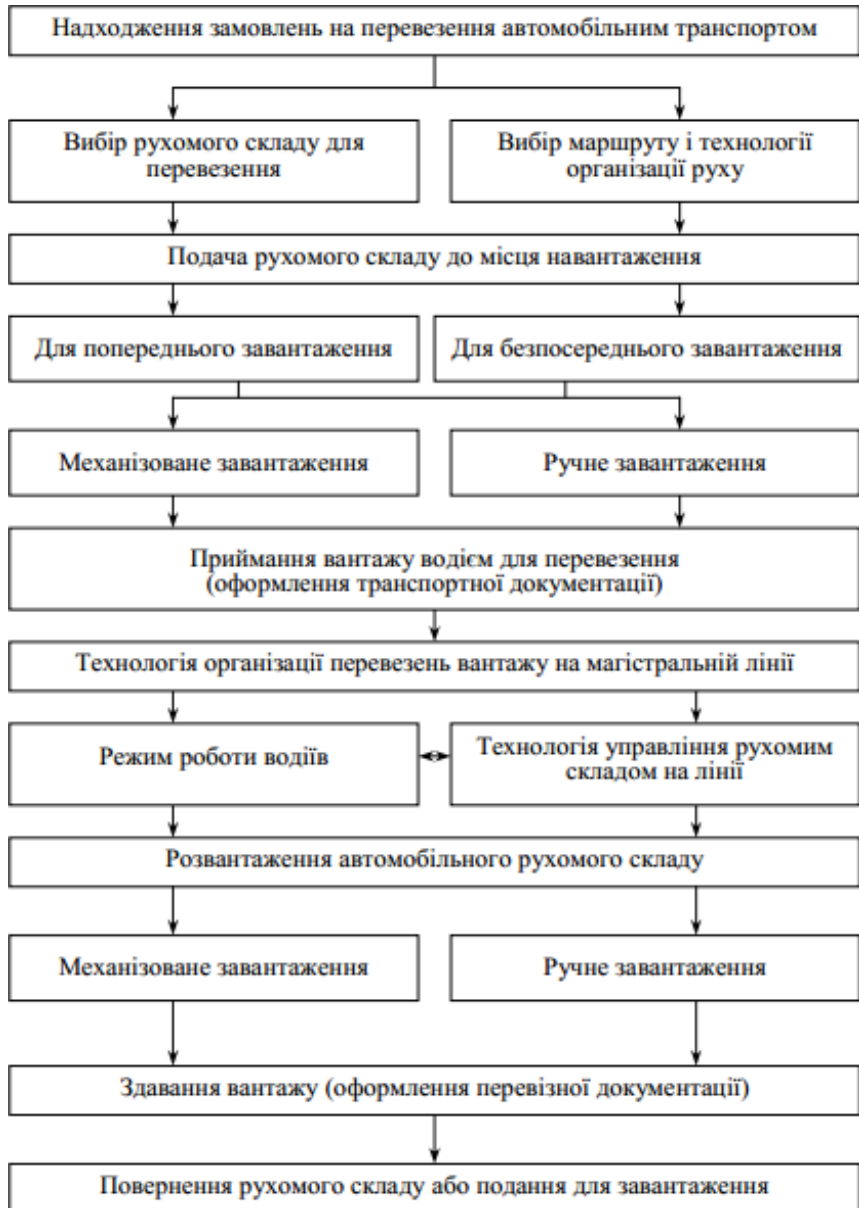 Надходження замовлень на перевезення автомобільним транспортом
Вибір рухомого складу для
перевезення
Вибір маршруту і технології
організації руху
Подача рухомого складу до місця навантаження
Для попереднього завантаження
Для безпосереднього завантаження
Механізоване завантаження
Ручне завантаження
Приймання вантажу водієм для перевезення
(оформлення транспортної документації)
Технологія організації перевезень вантажу на магістральній лінії
Режим роботи водіїв
Технологія управління рухомим
складом на лінії
Розвантаження автомобільного рухомого складу
Механізоване завантаження
Ручне завантаження
Здавання вантажу (оформлення перевізної документації)
Повернення рухомого складу або подання для завантаження